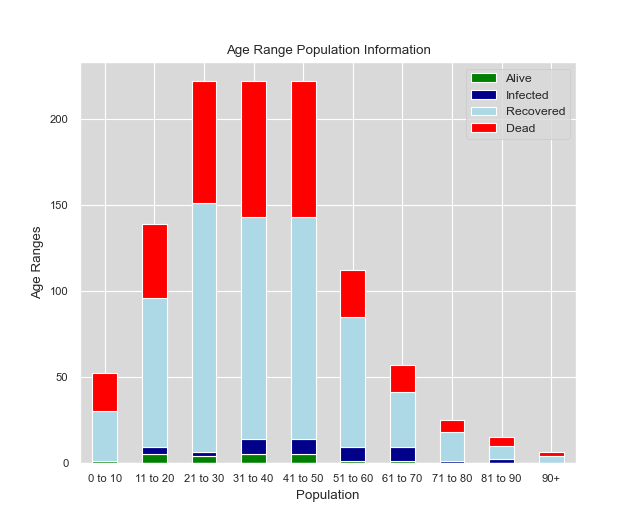 Age Range Population Information
Alive
Infected
Recovered
Dead
Age Ranges
200
150
100
50
0
0 to 10 11 to 20 21 to 30 31 to 40 41 to 50 51 to 60 61 to 70 71 to 80 81 to 90 90+
Population